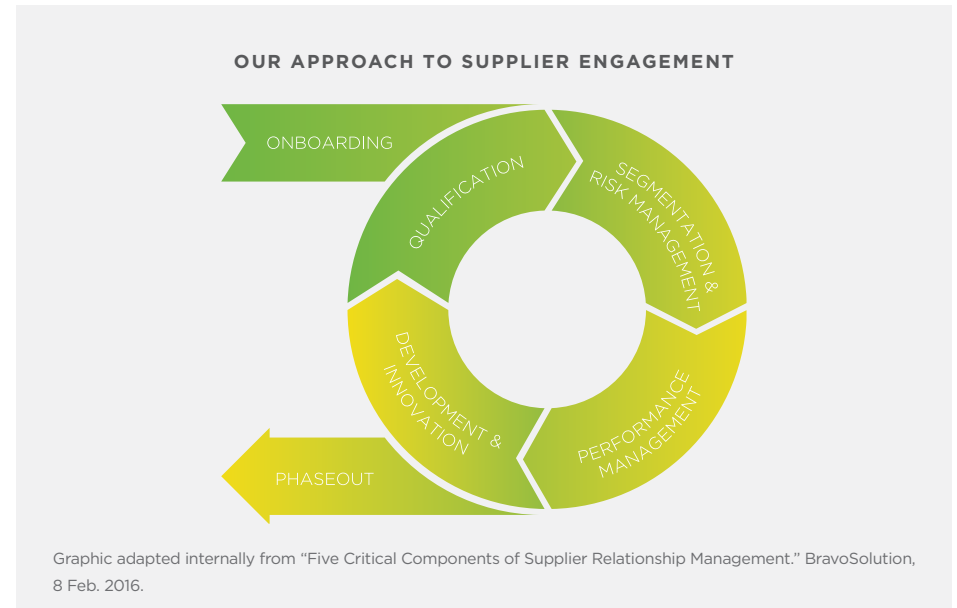 OUR APPROACH TO SUPPLIER ENGAGEMENT
ONBOARDING
QUALIFICATION
SEGMENTATION &
RISK MANAGEMENT
PERFORMANCE
MANAGEMENT
DEVELOPMENT &
INNOVATION
PHASEOUT
Graphic adapted internally from “Five Critical Components of Supplier Relationship Management.” BravoSolution,
8 Feb. 2016.